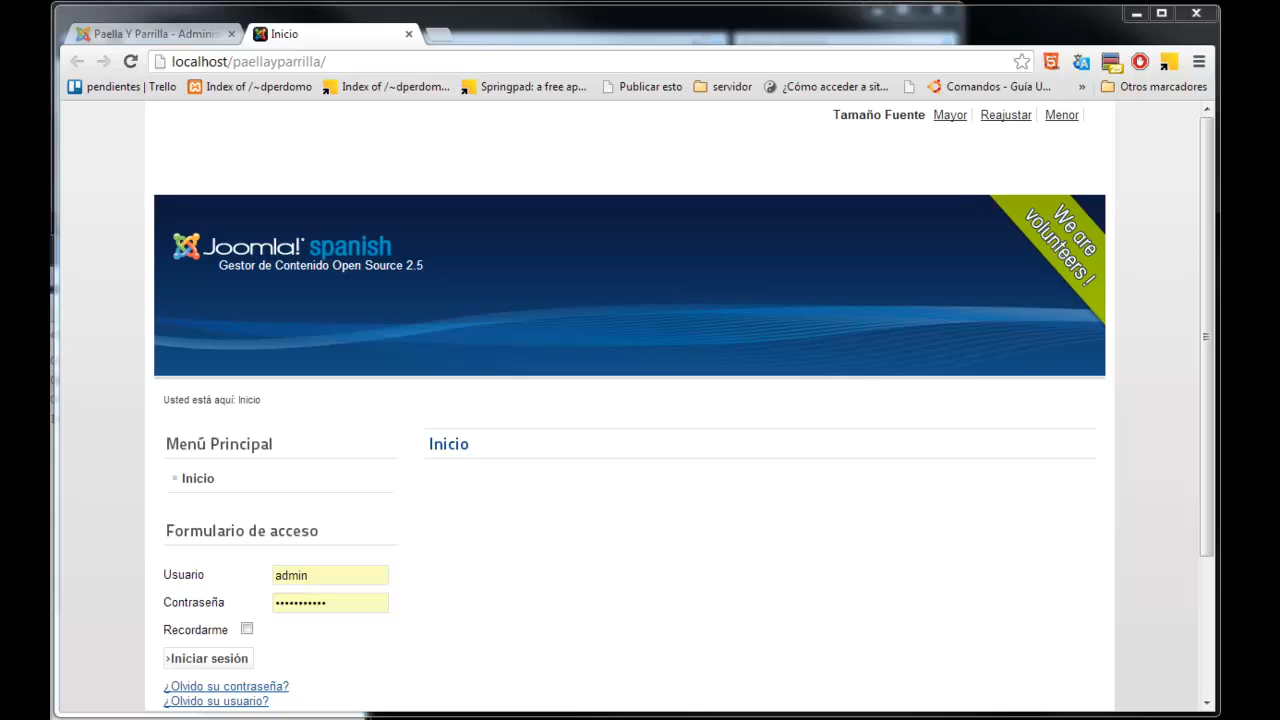 Paella Y Parrilla - Adminis
Inicio
localhost/paellayparrilla/
pendientes | Trello
Index of /~dperdomo
Index of /~dperdom...
Springpad: a free ap...
Publicar esto
servidor
¿Cómo acceder a sit...
Comandos - Guía U...
»
Otros marcadores
Tamaño Fuente Mayor Reajustar Menor
Joomla! spanish
Gestor de Contenido Open Source 2.5
We are
volunteers!
Usted está aquí: Inicio
Menú Principal
Inicio
Inicio
Formulario de acceso
Usuario admin
Contraseña •••••••••••
Recordarme
›Iniciar sesión
¿Olvido su contraseña?
¿Olvido su usuario?